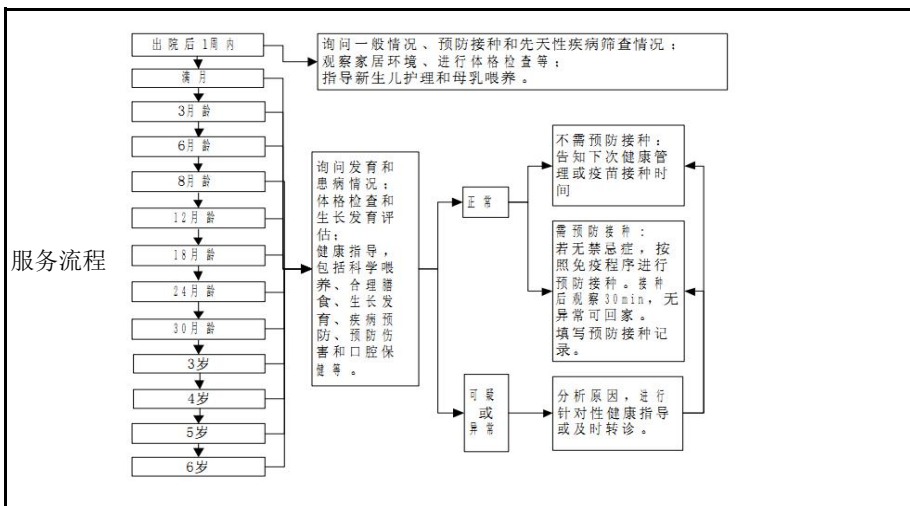 服务流程
出院后1周内
满月
3月龄
6月龄
8月龄
12月龄
18月龄
24月龄
30月龄
3岁
4岁
5岁
6岁
询问一般情况、预防接种和先天性疾病筛查情况；
观察家居环境、进行体格检查等；
指导新生儿护理和母乳喂养。
询问发育和
患病情况；
体格检查和
生长发育评
估；
健康指导，
包括科学喂
养、合理膳
食、生长发
育、疾病预
防、预防伤
害和口腔保
健等。
正常
可疑
或
异常
不需预防接种：
告知下次健康管
理或疫苗接种时
间
需预防接种：
若无禁忌症，按
照免疫程序进行
预防接种。接种
后观察30min，无
异常可回家。
填写预防接种记
录。
分析原因，进行
针对性健康指导
或及时转诊。